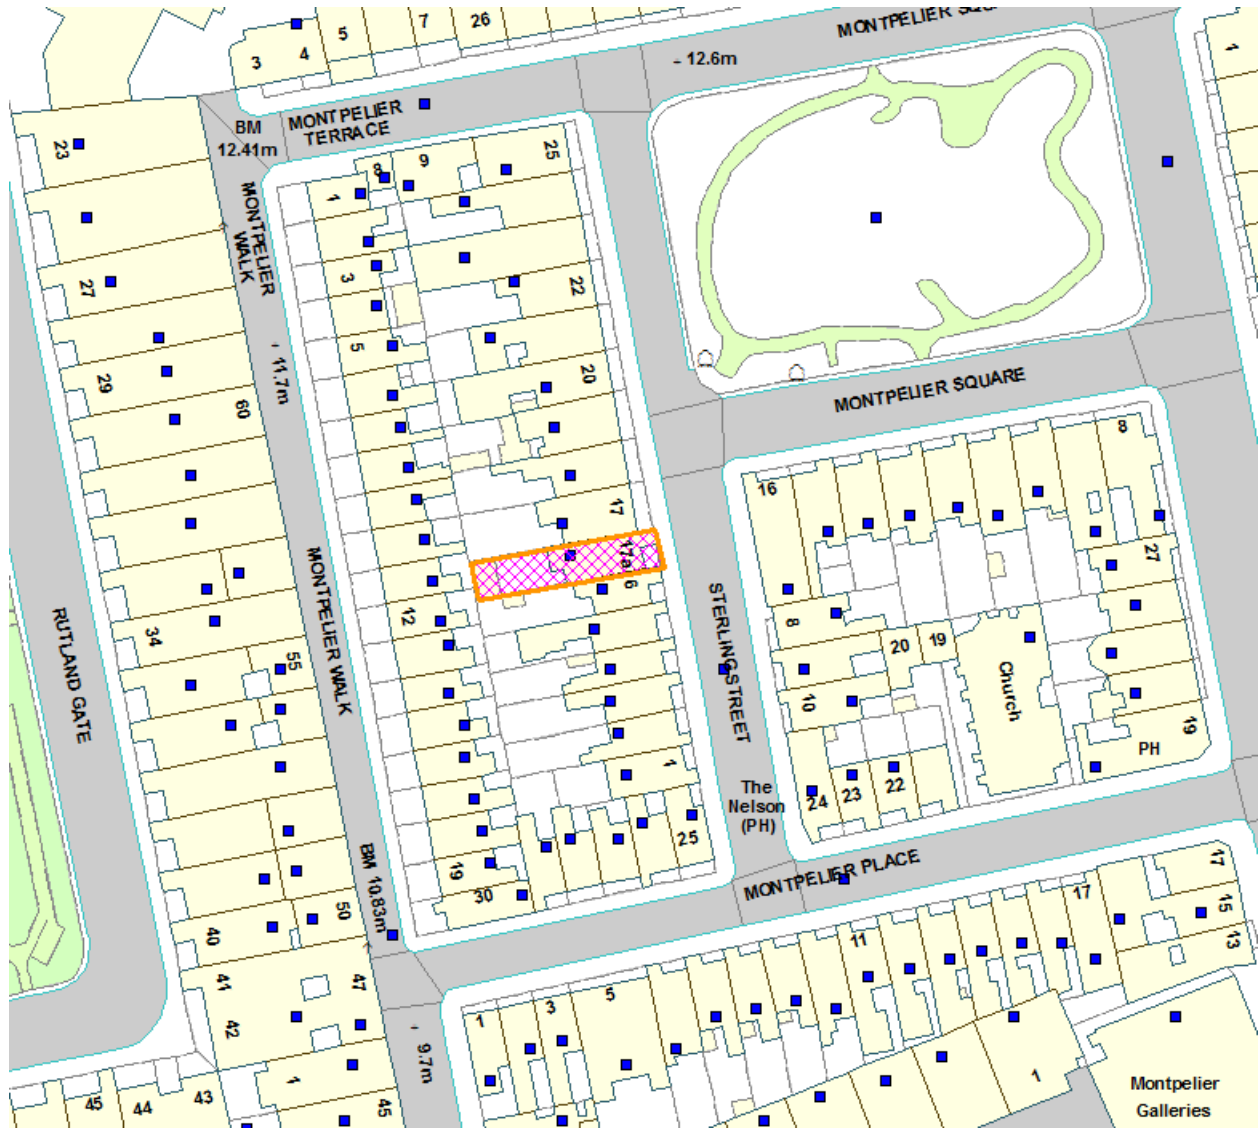 7
26
5
3
4
MONTPELIER
+ 12.6m
1
MONTPELIER
TERRACE
BM
12.41m
23
8
9
25
MONTPELIER
WALK
1
27
3
22
5
11.7m
29
20
60
MONTPELIER SQUARE
8
16
17
17a
6
27
MONTPELIER WALK
STERLING STREET
12
34
55
RUTLAND GATE
8
20
19
10
Church
19
PH
1
The
Nelson
(PH)
24
23
22
25
MONTPELIER PLACE
BM 10.83m
19
30
50
40
17
17
15
13
11
41
47
42
1
3
5
9.7m
1
45
44
43
1
45
Montpelier
Galleries